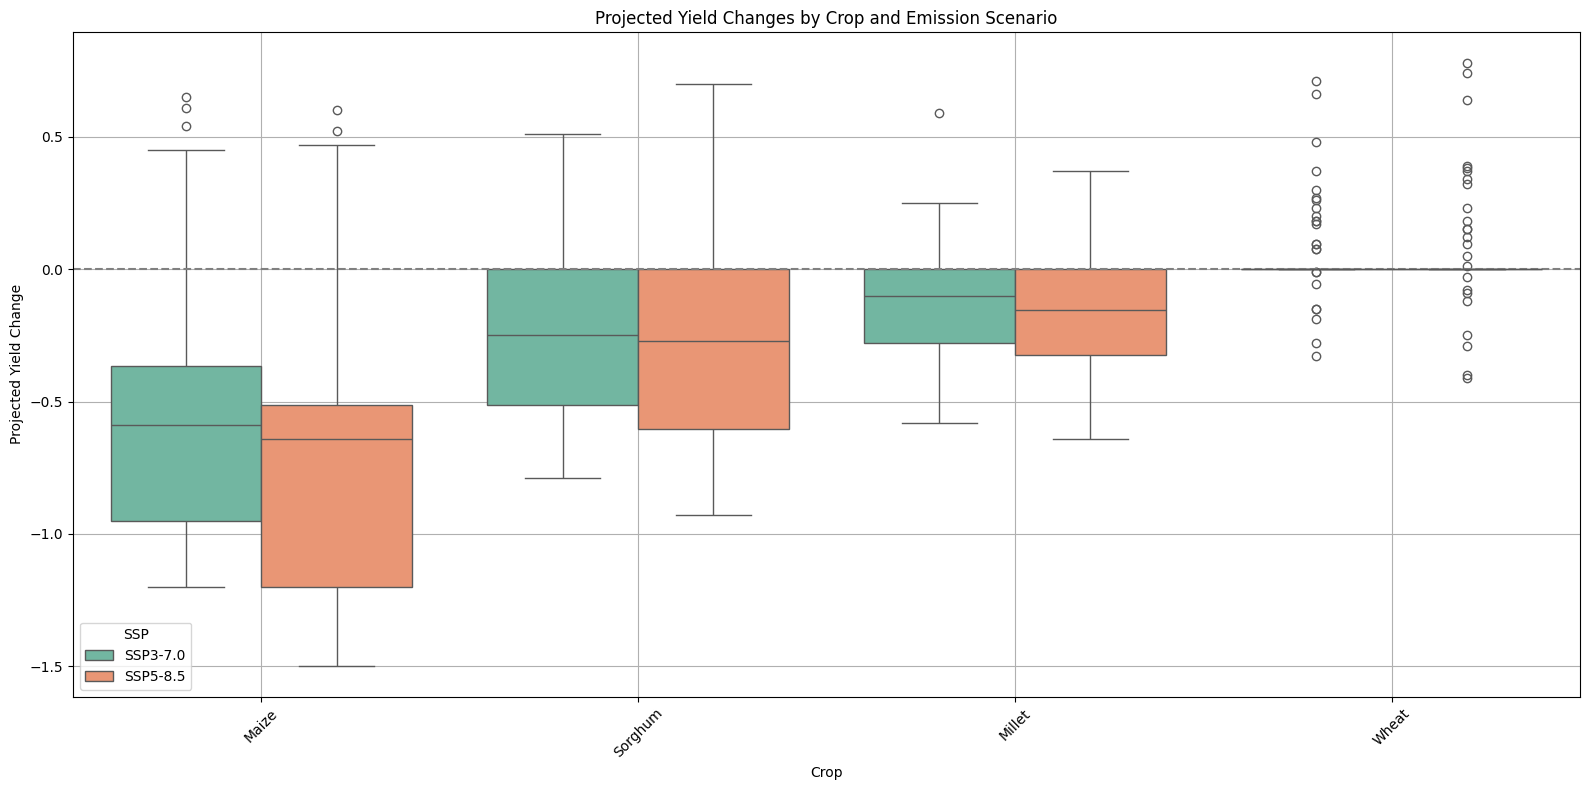 Projected Yield Changes by Crop and Emission Scenario
Projected Yield Change
0.5
0.0
−0.5
−1.0
−1.5
SSP
SSP3-7.0
SSP5-8.5
Maize
Sorghum
Millet
Wheat
Crop